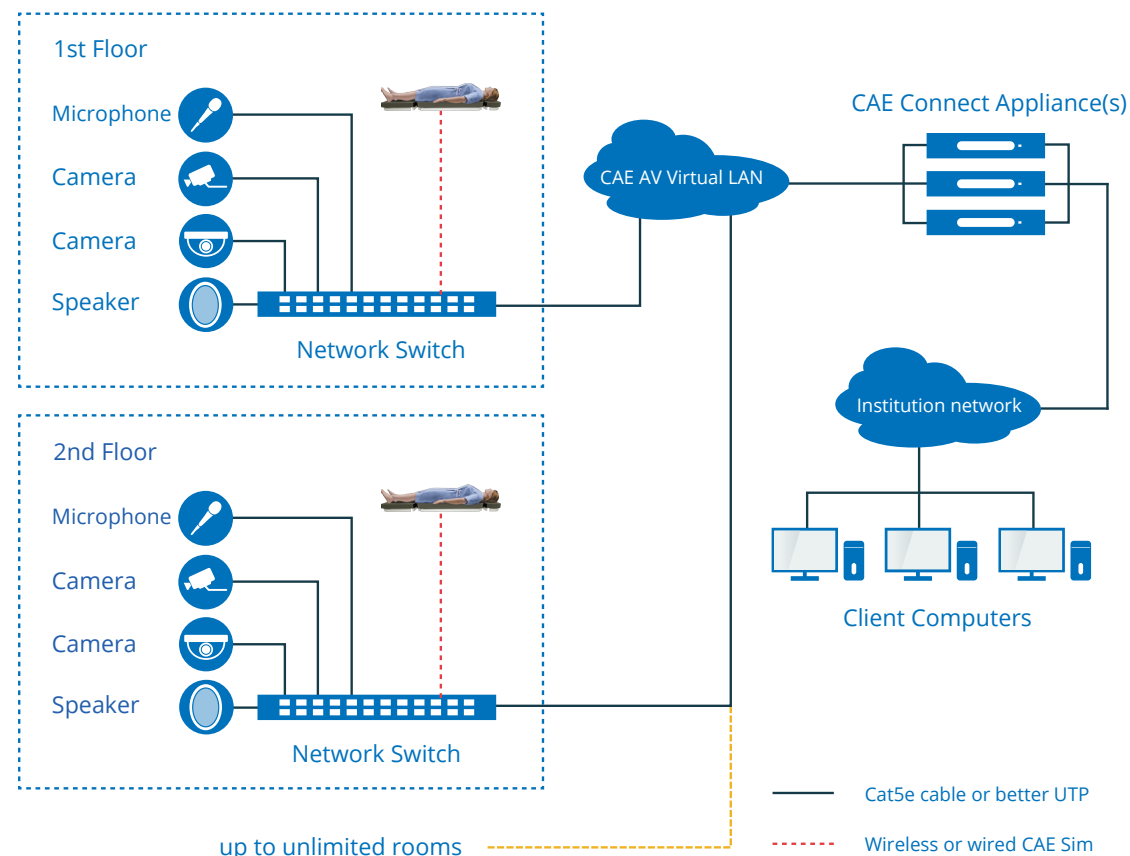 1st Floor
Microphone
Camera
Camera
Speaker
Network Switch
CAE AV Virtual LAN
CAE Connect Appliance(s)
Institution network
Client Computers
2nd Floor
Microphone
Camera
Camera
Speaker
Network Switch
up to unlimited rooms
Cat5e cable or better UTP
Wireless or wired CAE Sim